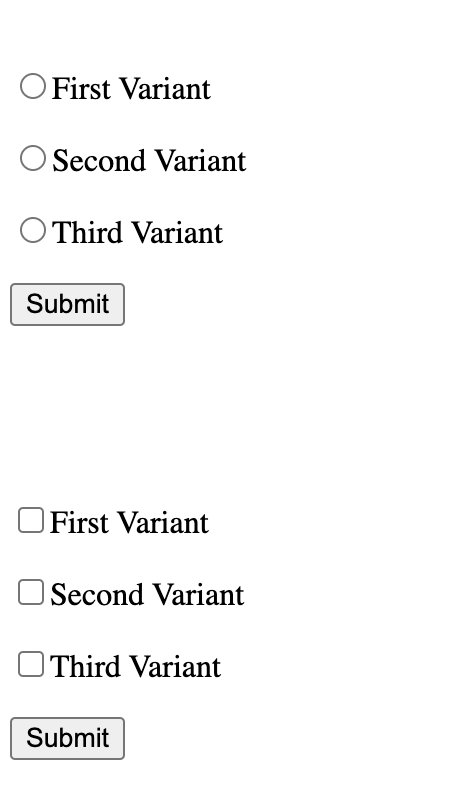 First Variant
Second Variant
Third Variant
Submit
First Variant
Second Variant
Third Variant
Submit